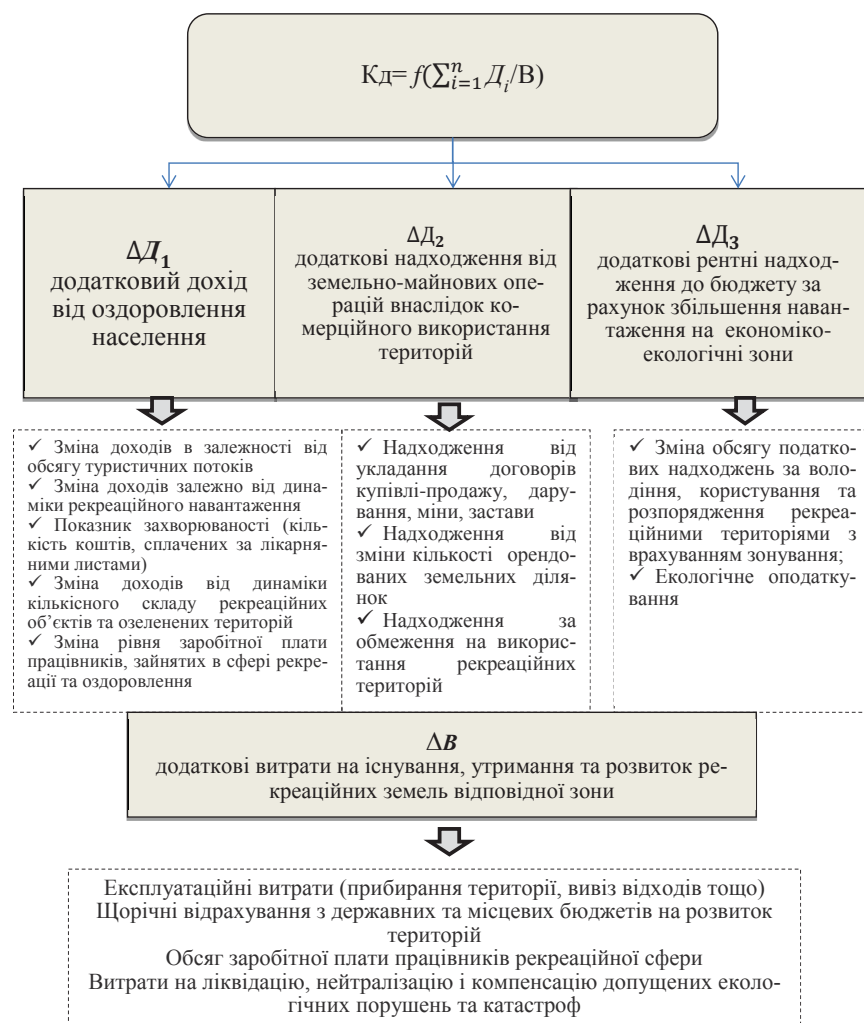 Кд= f(∑ⁿᵢ₌₁ Дᵢ/В)
ΔД₁
додатковий дохід
від оздоровлення
населення
ΔД₂
додаткові надходження від
земельно-майнових опе-
рацій внаслідок ко-
мерційного використання
територій
ΔД₃
додаткові рентні надход-
ження до бюджету за
рахунок збільшення наван-
таження на економіко-
екологічні зони
✓ Зміна доходів в залежності від
обсягу туристичних потоків
✓ Зміна доходів залежно від дина-
міки рекреаційного навантаження
✓ Показник захворюваності (кіль-
кість коштів, сплачених за лікарня-
ними листами)
✓ Зміна доходів від динаміки
кількісного складу рекреаційних
об’єктів та озеленених територій
✓ Зміна рівня заробітної плати
працівників, зайнятих в сфері рекре-
ації та оздоровлення
✓ Надходження від
укладання договорів
купівлі-продажу, дару-
вання, міни, застави
✓ Надходження від
зміни кількості орендо-
ваних земельних діля-
нок
✓ Надходження за
обмеження на викорис-
тання рекреаційних
територій
✓ Зміна обсягу податко-
вих надходжень за воло-
діння, користування та
розпорядження рекреа-
ційними територіями з
врахуванням зонування;
✓ Екологічне оподатку-
вання
ΔВ
додаткові витрати на існування, утримання та розвиток ре-
креаційних земель відповідної зони
Експлуатаційні витрати (прибирання території, вивіз відходів тощо)
Щорічні відрахування з державних та місцевих бюджетів на розвиток
територій
Обсяг заробітної плати працівників рекреаційної сфери
Витрати на ліквідацію, нейтралізацію і компенсацію допущених еколо-
гічних порушень та катастроф